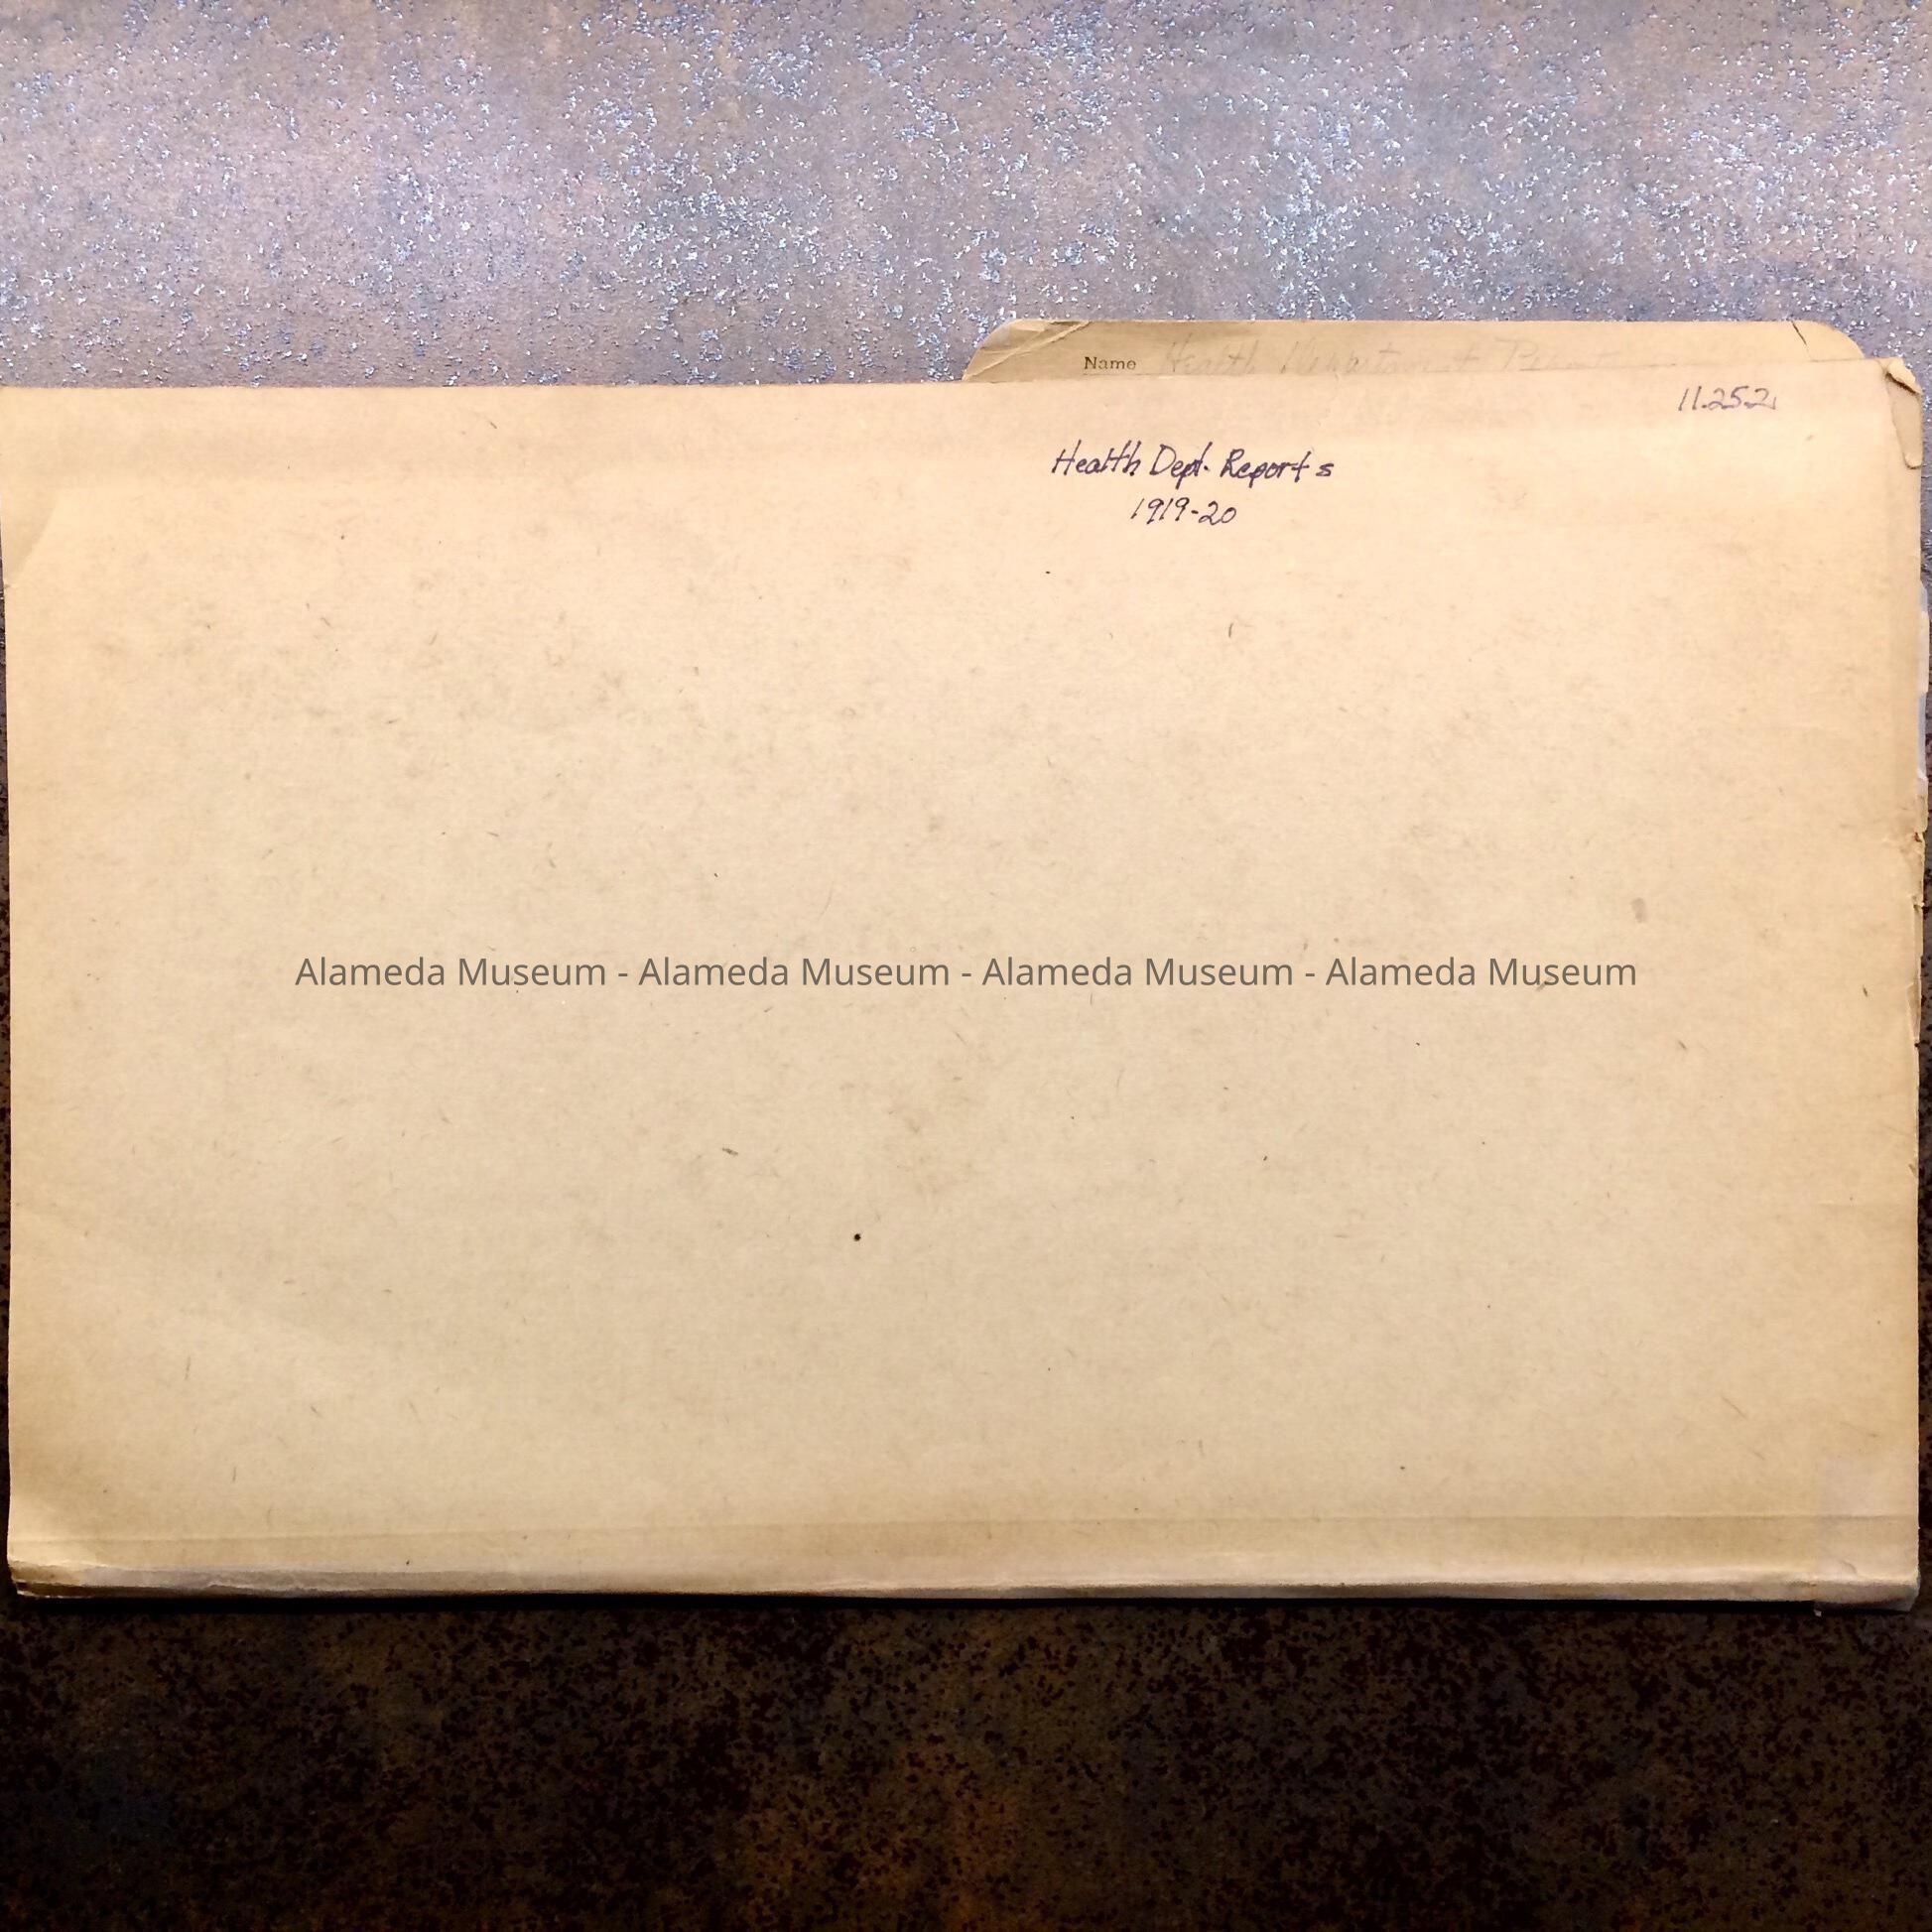 Name Health Department
11.252
Health Dept. Reports
1919-20
Alameda Museum - Alameda Museum - Alameda Museum - Alameda Museum